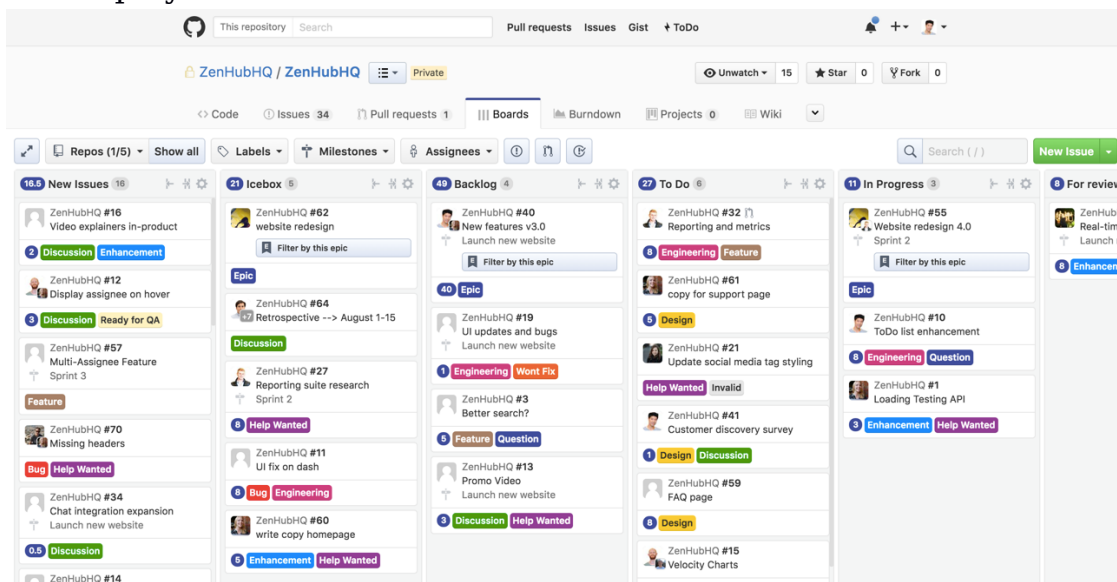 This repository Search
Pull requests Issues Gist ToDo
ZenHubHQ / ZenHubHQ Private
Unwatch 15 Star 0 Fork 0
Code Issues 34 Pull requests 1 Boards Burndown Projects 0 Wiki
Repos (1/5) Show all Labels Milestones Assignees Search ( / ) New Issue
16.5 New Issues 16
ZenHubHQ #16
Video explainers in-product
2 Discussion Enhancement
ZenHubHQ #12
Display assignee on hover
3 Discussion Ready for QA
ZenHubHQ #57
Multi-Assignee Feature
Sprint 3
Feature
ZenHubHQ #70
Missing headers
Bug Help Wanted
ZenHubHQ #34
Chat integration expansion
Launch new website
0.5 Discussion
ZenHubHQ #14
21 Icebox 5
ZenHubHQ #62
website redesign
E Filter by this epic
Epic
ZenHubHQ #64
+7 Retrospective --> August 1-15
Discussion
ZenHubHQ #27
Reporting suite research
Sprint 2
8 Help Wanted
ZenHubHQ #11
UI fix on dash
8 Bug Engineering
ZenHubHQ #60
write copy homepage
5 Enhancement Help Wanted
49 Backlog 4
ZenHubHQ #40
New features v3.0
Launch new website
E Filter by this epic
40 Epic
ZenHubHQ #19
UI updates and bugs
Launch new website
1 Engineering Wont Fix
ZenHubHQ #3
Better search?
5 Feature Question
ZenHubHQ #13
Promo Video
Launch new website
3 Discussion Help Wanted
27 To Do 6
ZenHubHQ #32
Reporting and metrics
8 Engineering Feature
ZenHubHQ #61
copy for support page
5 Design
ZenHubHQ #21
Update social media tag styling
Help Wanted Invalid
ZenHubHQ #41
Customer discovery survey
1 Design Discussion
ZenHubHQ #59
FAQ page
8 Design
ZenHubHQ #15
Velocity Charts
11 In Progress 3
ZenHubHQ #55
Website redesign 4.0
Sprint 2
E Filter by this epic
Epic
ZenHubHQ #10
ToDo list enhancement
8 Engineering Question
ZenHubHQ #1
Loading Testing API
3 Enhancement Help Wanted
8 For review
ZenHub
Real-tim
Launch
8 Enhancen